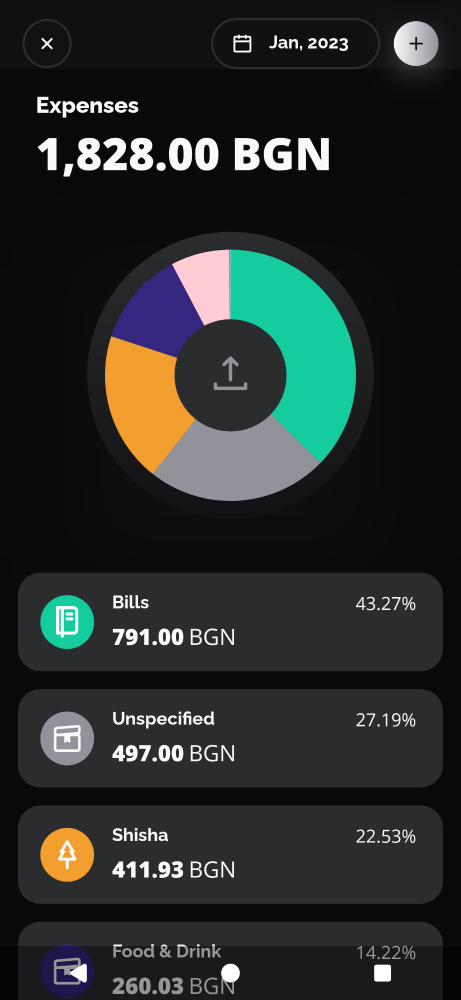 Jan, 2023
Expenses
1,828.00 BGN
Bills
43.27%
791.00 BGN
Unspecified
27.19%
497.00 BGN
Shisha
22.53%
411.93 BGN
Food & Drink
14.22%
260.03 BGN